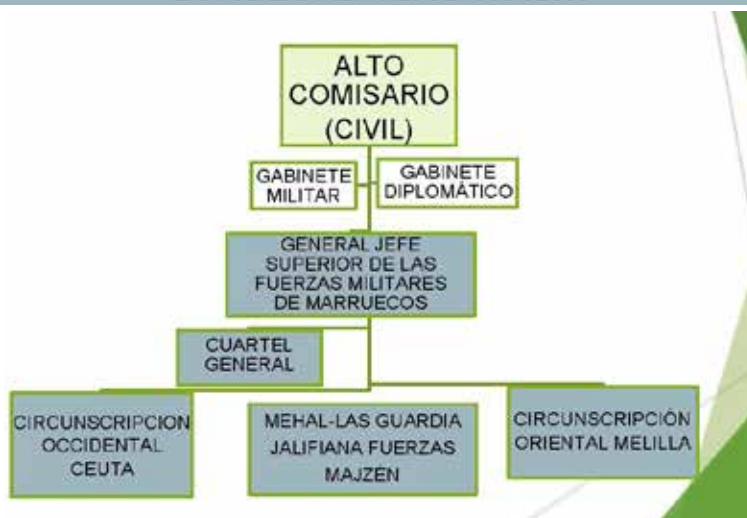 ALTO
COMISARIO
(CIVIL)
GABINETE
MILITAR
GABINETE
DIPLOMÁTICO
GENERAL JEFE
SUPERIOR DE LAS
FUERZAS MILITARES
DE MARRUECOS
CUARTEL
GENERAL
CIRCUNSCRIPCION
OCCIDENTAL
CEUTA
MEHAL-LAS GUARDIA
JALIFIANA FUERZAS
MAJZÉN
CIRCUNSCRIPCIÓN
ORIENTAL MELILLA